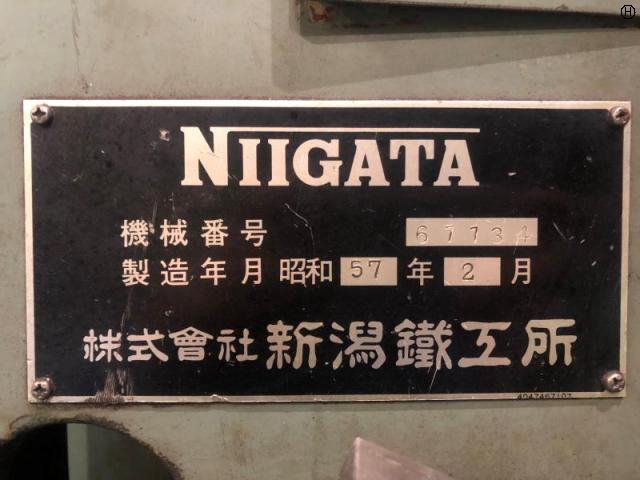 NIIGATA
機械番号 67734
製造年月 昭和 57 年 2 月
株式會社 新潟鐵工所